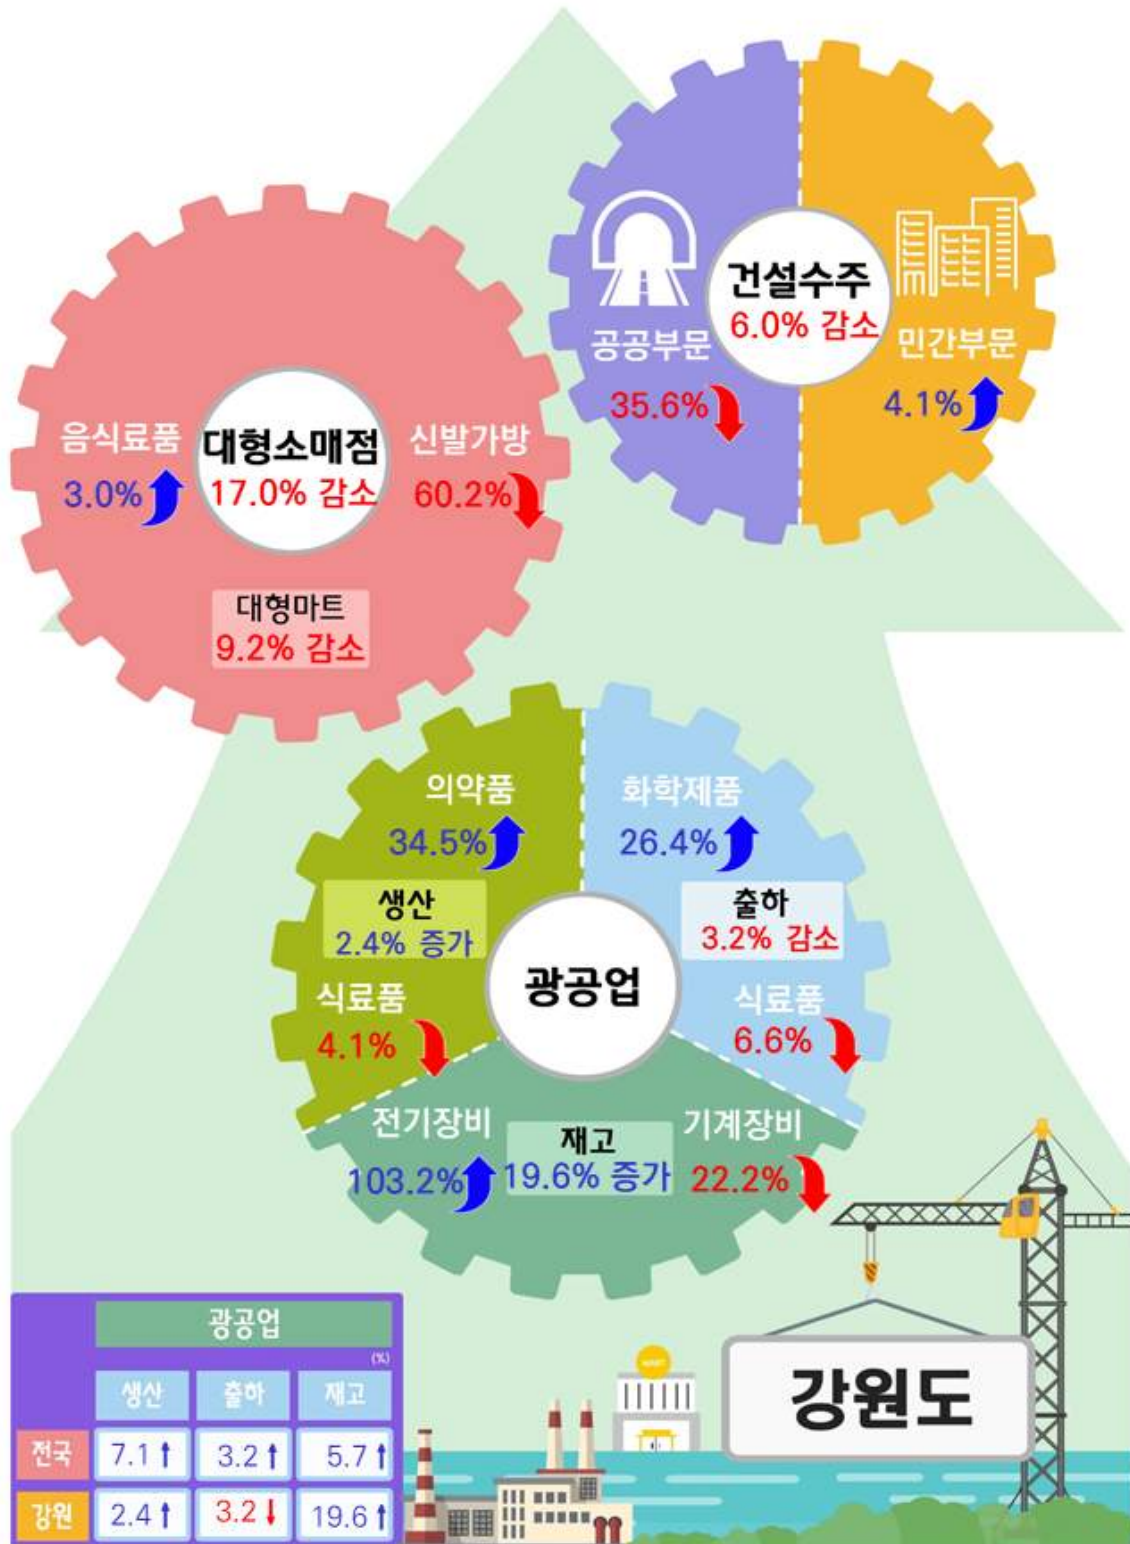 건설수주
6.0% 감소
공공부문
35.6%
민간부문
4.1%
대형소매점
17.0% 감소
음식료품
3.0%
신발가방
60.2%
대형마트
9.2% 감소
광공업
의약품
34.5%
생산
2.4% 증가
식료품
4.1%
화학제품
26.4%
출하
3.2% 감소
식료품
6.6%
전기장비
103.2%
재고
19.6% 증가
기계장비
22.2%
광공업
(%)
생산 출하 재고
전국 7.1↑ 3.2↑ 5.7↑
강원 2.4↑ 3.2↓ 19.6↑
강원도